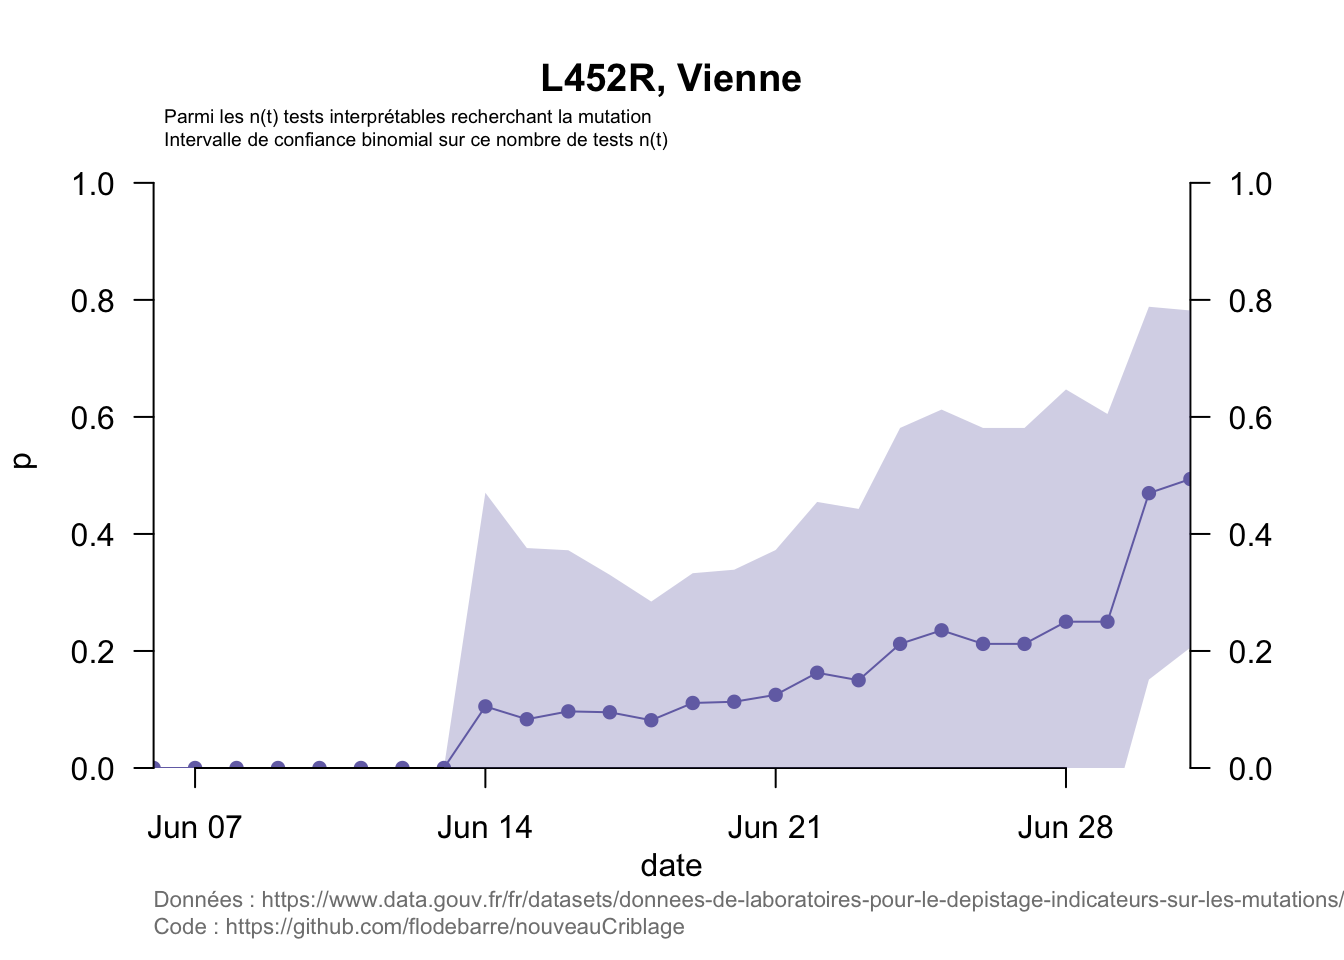 L452R, Vienne
Parmi les n(t) tests interprétables recherchant la mutation
Intervalle de confiance binomial sur ce nombre de tests n(t)
1.0 1.0
0.8 0.8
0.6 0.6
p
0.4 0.4
0.2 0.2
0.0 0.0
Jun 07 Jun 14 Jun 21 Jun 28
date
Données : https://www.data.gouv.fr/fr/datasets/donnees-de-laboratoires-pour-le-depistage-indicateurs-sur-les-mutations/
Code : https://github.com/flodebarre/nouveauCriblage